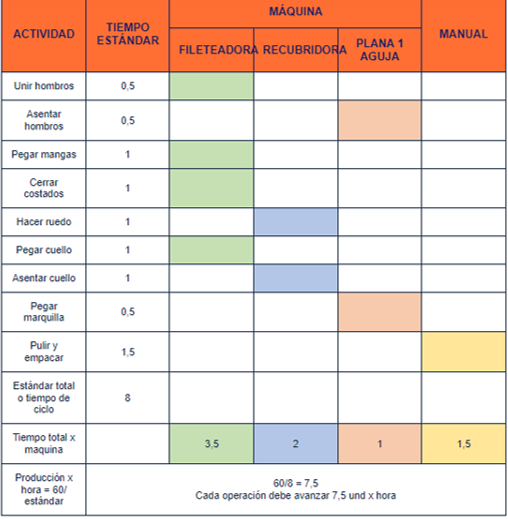 MÁQUINA
ACTIVIDAD
TIEMPO
ESTÁNDAR
MANUAL
FILETEADORA
RECUBRIDORA
PLANA 1
AGUJA
Unir hombros 0,5
Asentar
hombros
0,5
Pegar mangas 1
Cerrar
costados
1
Hacer ruedo 1
Pegar cuello 1
Asentar cuello 1
Pegar
marquilla
0,5
Pulir y
empacar
1,5
Estándar total
o tiempo de
ciclo
8
Tiempo total x
maquina
3,5 2 1 1,5
Producción x
hora = 60/
estándar
60/8 = 7,5
Cada operación debe avanzar 7,5 und x hora